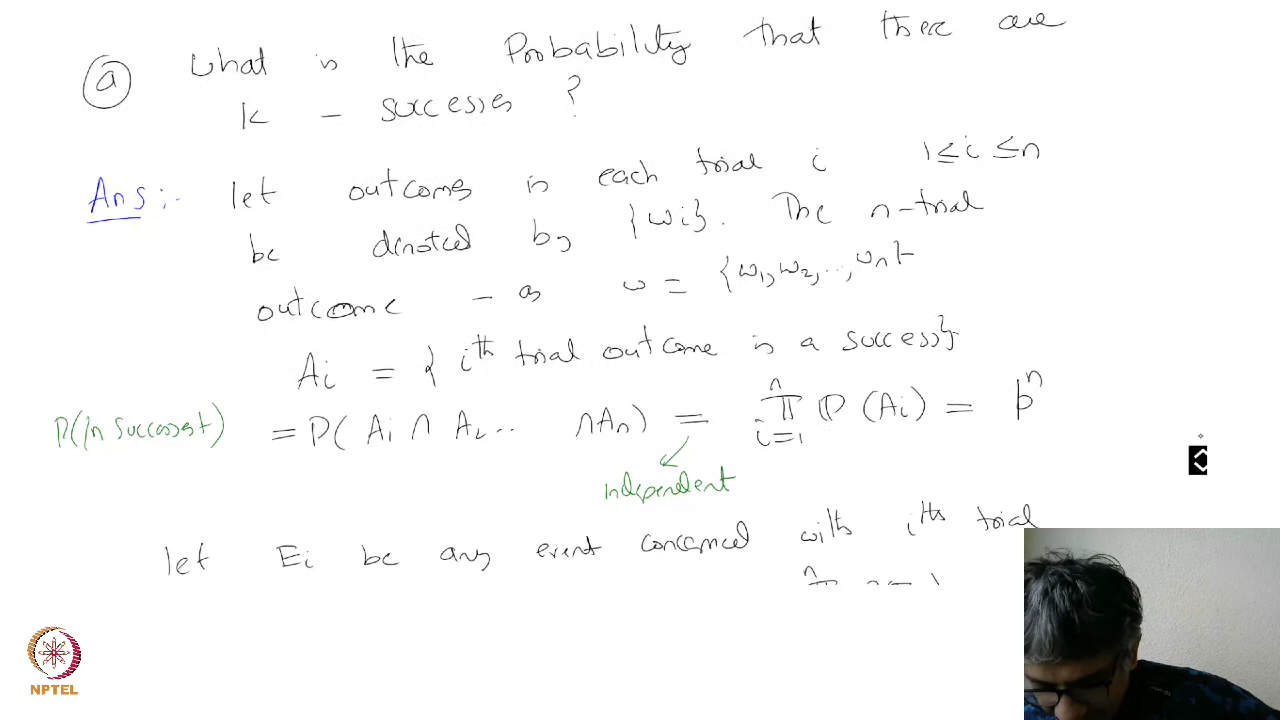 (a) What is the Probability that there are
k - successes ?
Ans :- let outcomes in each trial i 1≤i≤n
be denoted by {ωi}. The n-trial
outcome - as ω = {ω1, ω2, ..., ωn}
Ai = { ith trial outcome is a success}
P(n Successes) = P( Ai ∩ A2 .. ∩An) = n∏i=1 ℙ (Ai) = p^n
independent
let Ei be any event concerned with ith trial
NPTEL